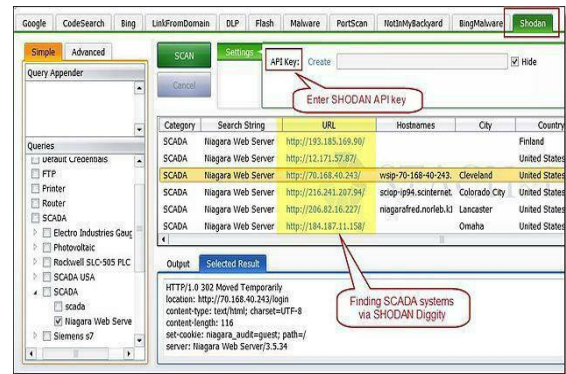 Google CodeSearch Bing LinkFromDomain DLP Flash Malware PortScan NotInMyBackyard BingMalware Shodan
Simple Advanced
Query Appender
Queries
Default Credentials
FTP
Printer
Router
SCADA
Electro Industries Gaug
Photovoltaic
Rockwell SLC-505 PLC
SCADA USA
SCADA
scada
Niagara Web Serve
Siemens s7
SCAN
Cancel
Settings
API Key: Create
Hide
Enter SHODAN API key
Category Search String URL Hostnames City Country
SCADA Niagara Web Server http://193.185.169.90/ Finland
SCADA Niagara Web Server http://12.171.57.87/ United States
SCADA Niagara Web Server http://70.168.40.243/ wsip-70-168-40-243. Cleveland United States
SCADA Niagara Web Server http://216.241.207.94/ sciop-ip94.scinternet. Colorado City United States
SCADA Niagara Web Server http://206.82.16.227/ niagarafred.norleb.k1 Lancaster United States
SCADA Niagara Web Server http://184.187.11.158/ Omaha United States
Output Selected Result
HTTP/1.0 302 Moved Temporarily
location: http://70.168.40.243/login
content-type: text/html; charset=UTF-8
content-length: 116
set-cookie: niagara_audit=guest; path=/
server: Niagara Web Server/3.5.34
Finding SCADA systems
via SHODAN Diggity